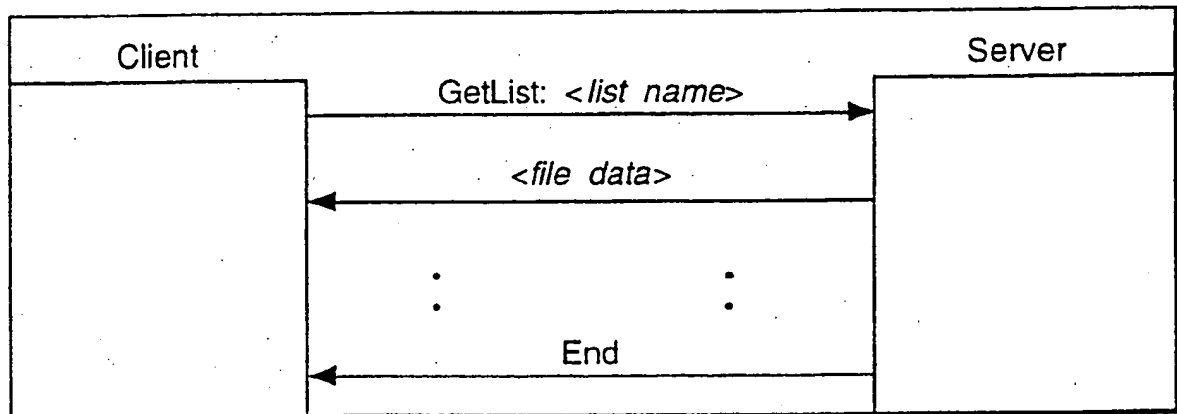 Client
Server
GetList: <list name>
<file data>
End